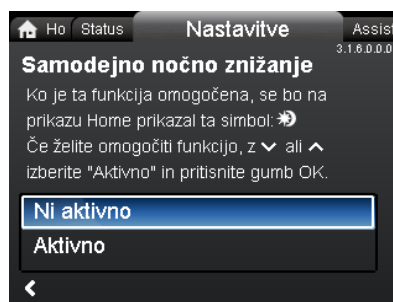 Ho Status Nastavitve Assist
3.1.6.0.0.0
Samodejno nočno znižanje
Ko je ta funkcija omogočena, se bo na
prikazu Home prikazal ta simbol:
Če želite omogočiti funkcijo, z ali
izberite "Aktivno" in pritisnite gumb OK.
Ni aktivno
Aktivno